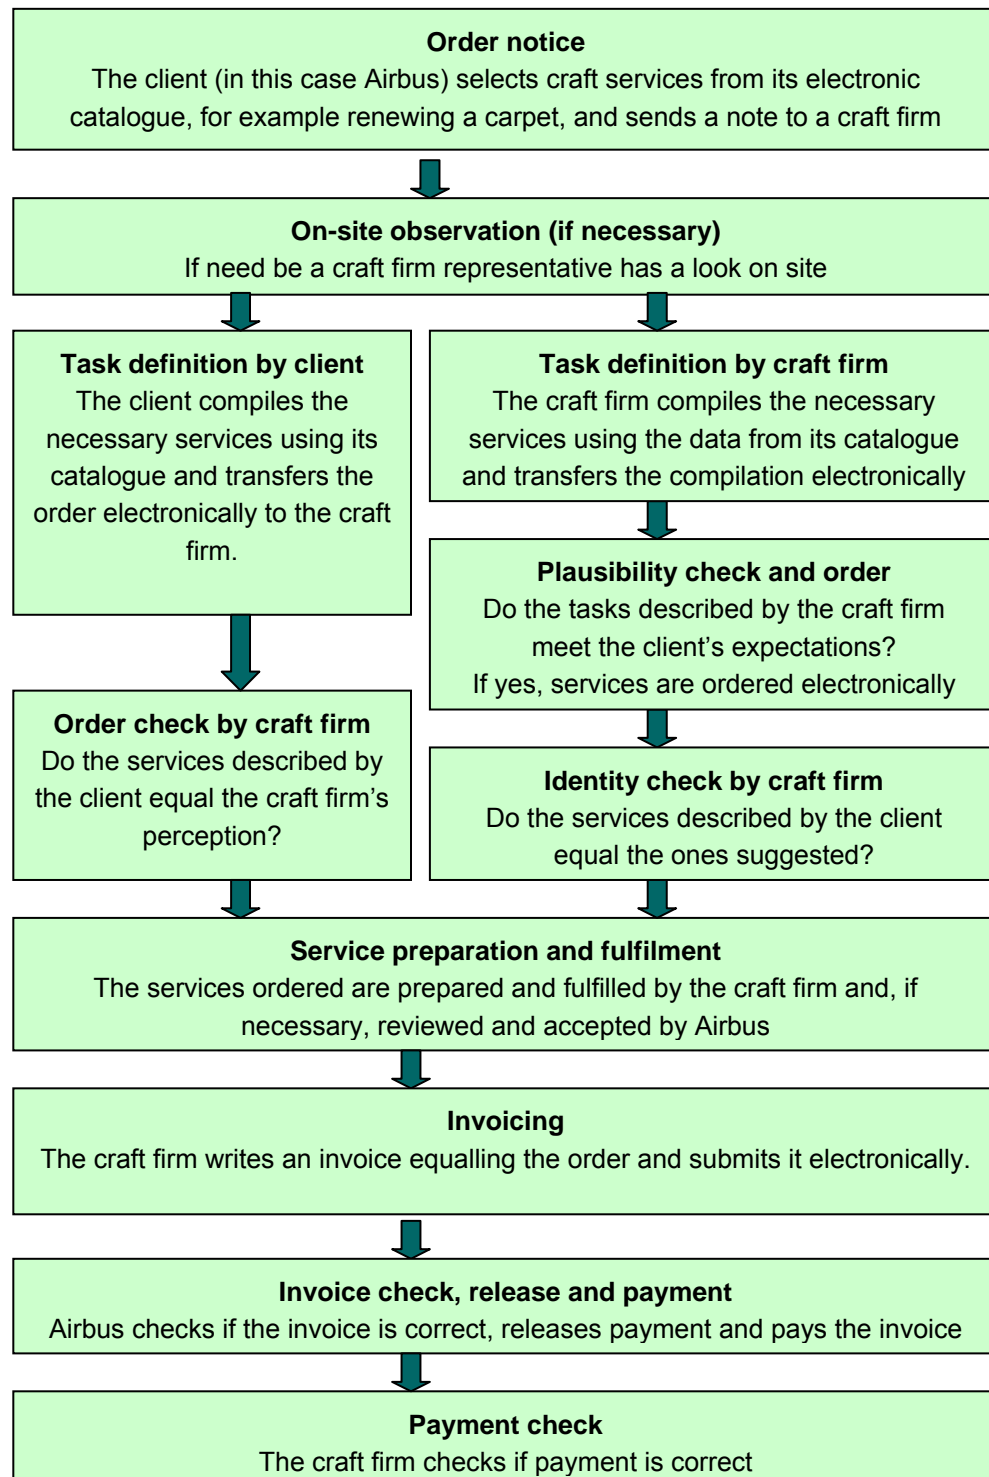 Order notice
The client (in this case Airbus) selects craft services from its electronic
catalogue, for example renewing a carpet, and sends a note to a craft firm
On-site observation (if necessary)
If need be a craft firm representative has a look on site
Task definition by client
The client compiles the
necessary services using its
catalogue and transfers the
order electronically to the craft
firm.
Task definition by craft firm
The craft firm compiles the necessary
services using the data from its catalogue
and transfers the compilation electronically
Plausibility check and order
Do the tasks described by the craft firm
meet the client’s expectations?
If yes, services are ordered electronically
Order check by craft firm
Do the services described by
the client equal the craft firm’s
perception?
Identity check by craft firm
Do the services described by the client
equal the ones suggested?
Service preparation and fulfilment
The services ordered are prepared and fulfilled by the craft firm and, if
necessary, reviewed and accepted by Airbus
Invoicing
The craft firm writes an invoice equalling the order and submits it electronically.
Invoice check, release and payment
Airbus checks if the invoice is correct, releases payment and pays the invoice
Payment check
The craft firm checks if payment is correct